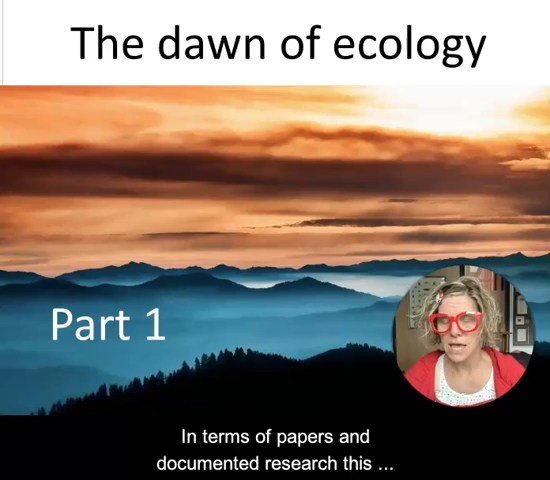 The dawn of ecology
Part 1
In terms of papers and
documented research this ...